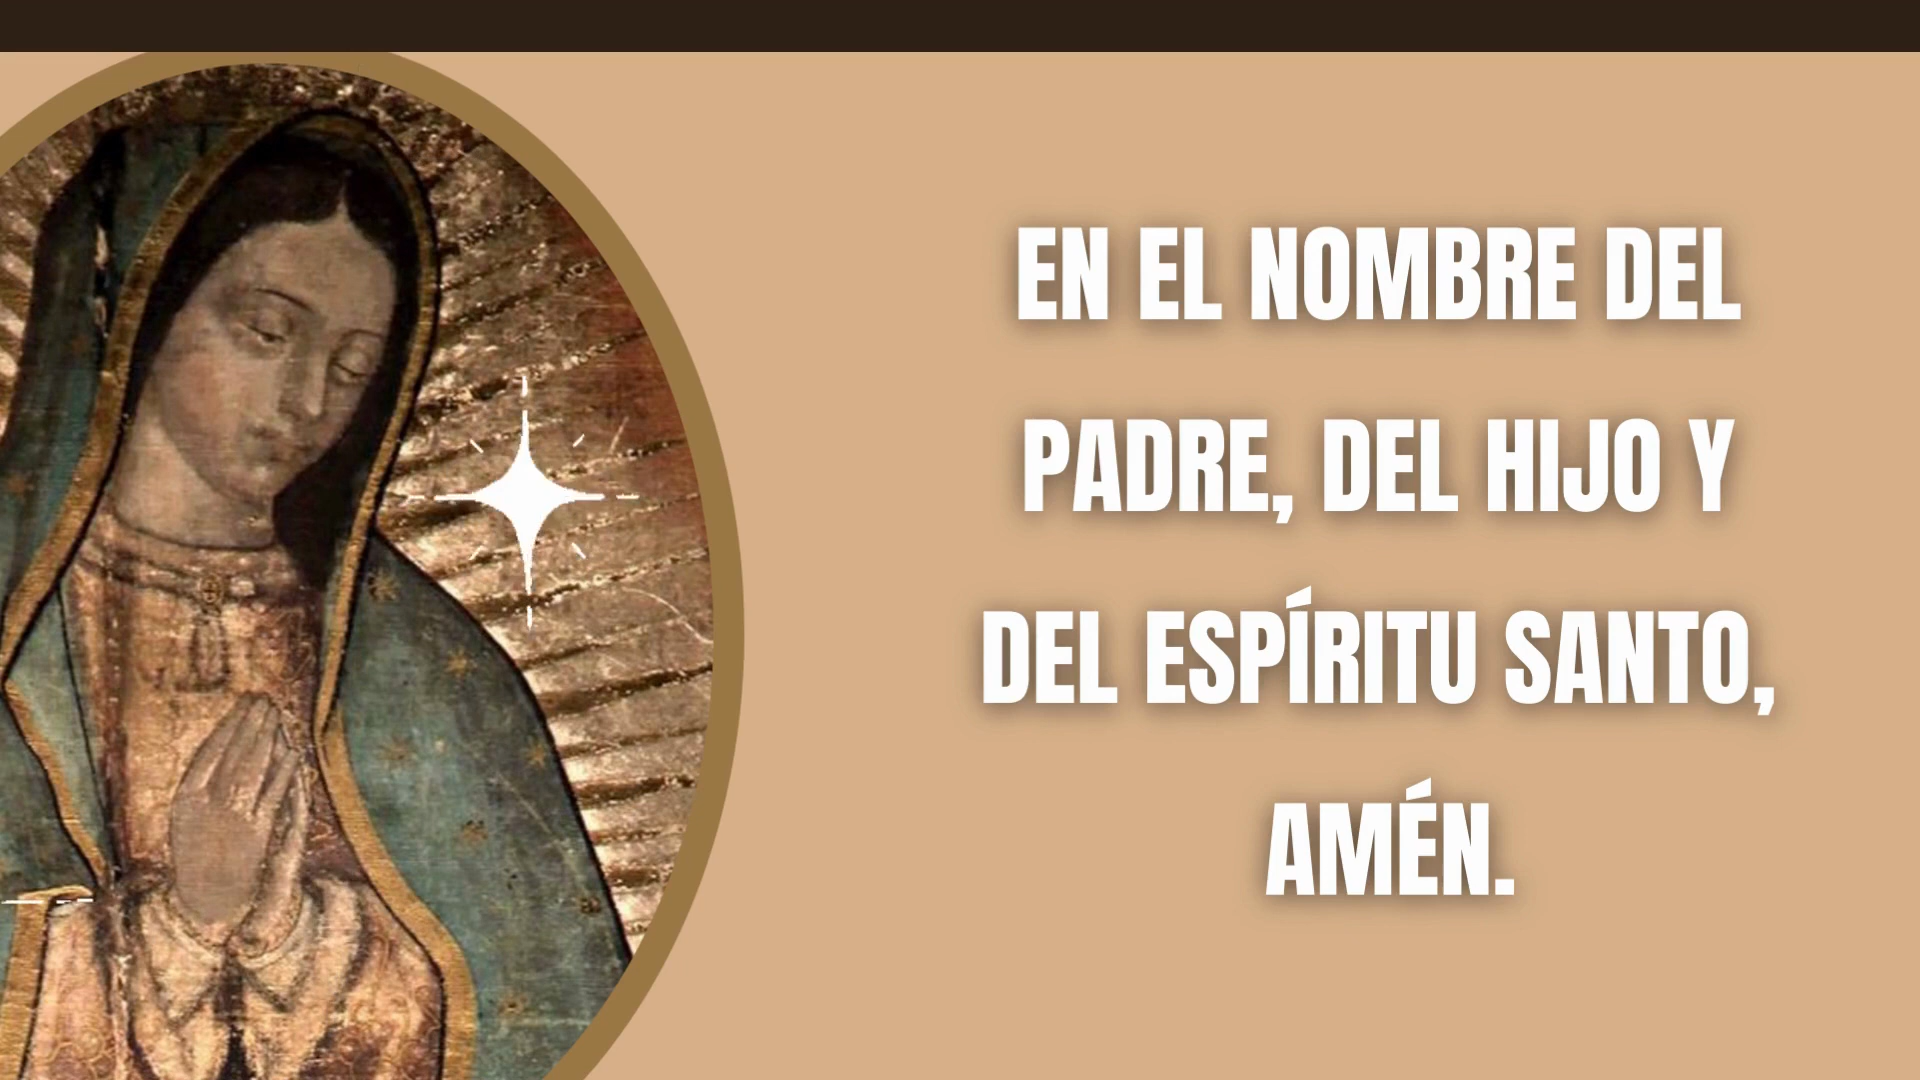 EN EL NOMBRE DEL
PADRE, DEL HIJO Y
DEL ESPÍRITU SANTO,
AMÉN.